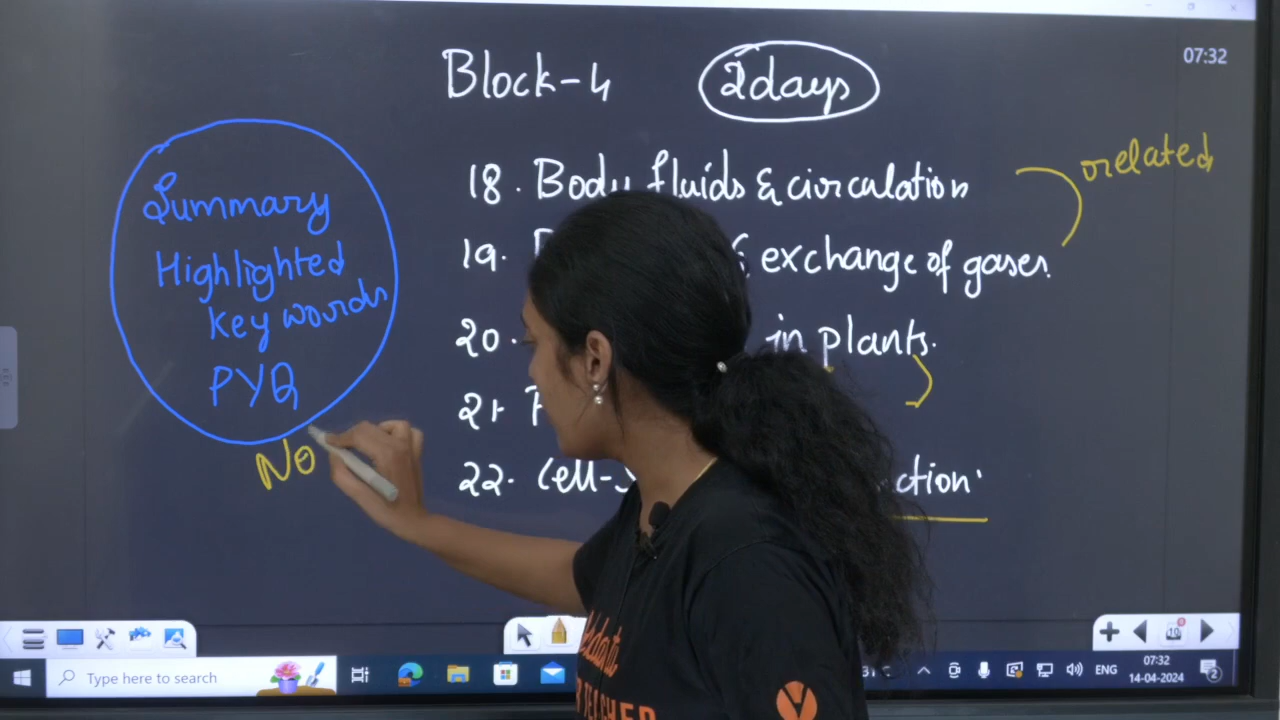 07:32
Block-4
2days
Summary
Highlighted
key words
PYQ
No
18. Body fluids & circulation
19. & exchange of gases.
20. in plants.
21.
22. Cell- ction.
related
Type here to search
ENG
07:32
14-04-2024